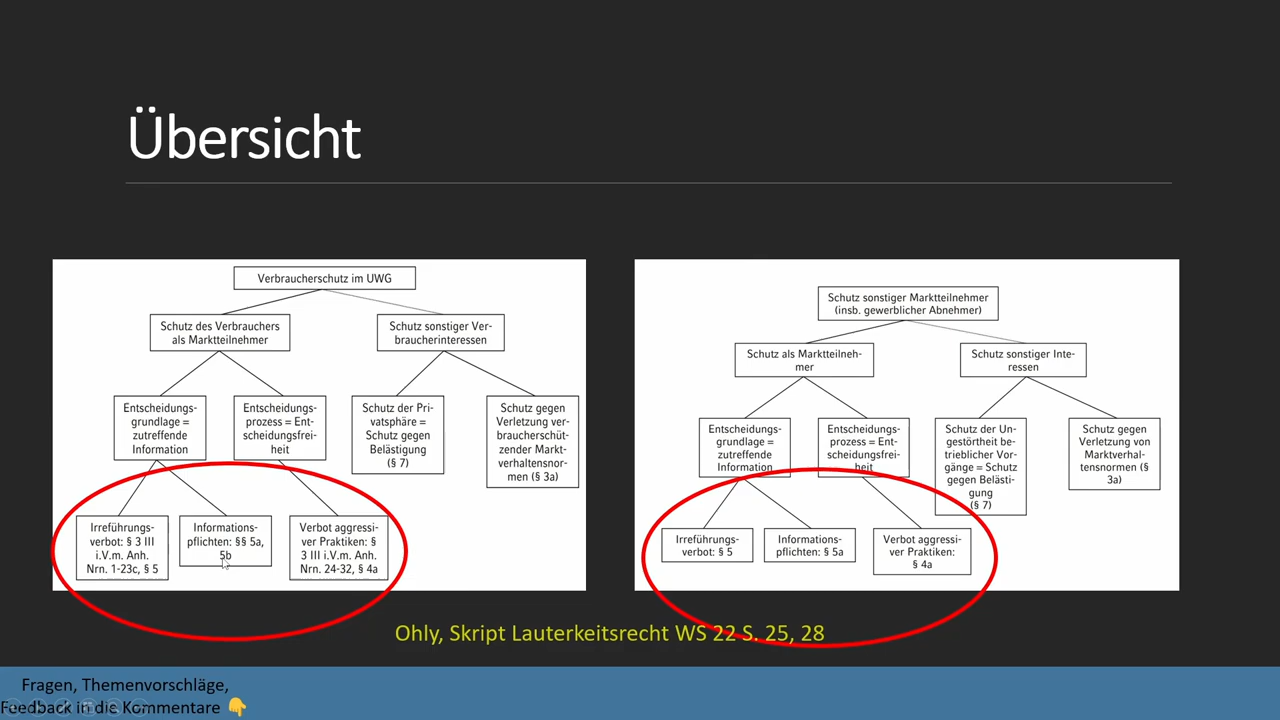 Übersicht
Verbraucherschutz im UWG
Schutz des Verbrauchers
als Marktteilnehmer
Schutz sonstiger Ver-
braucherinteressen
Entscheidungs-
grundlage =
zutreffende
Information
Entscheidungs-
prozess = Ent-
scheidungsfrei-
heit
Schutz der Pri-
vatsphäre =
Schutz gegen
Belästigung
(§ 7)
Schutz gegen
Verletzung ver-
braucherschüt-
zender Markt-
verhaltensnor-
men (§ 3a)
Irreführungs-
verbot: § 3 III
i.V.m. Anh.
Nrn. 1-23c, § 5
Informations-
pflichten: §§ 5a,
5b
Verbot aggressi-
ver Praktiken: §
3 III i.V.m. Anh.
Nrn. 24-32, § 4a
Schutz sonstiger Marktteilnehmer
(insb. gewerblicher Abnehmer)
Schutz als Marktteilneh-
mer
Schutz sonstiger Inte-
ressen
Entscheidungs-
grundlage =
zutreffende
Information
Entscheidungs-
prozess = Ent-
scheidungsfrei-
heit
Schutz der Un-
gestörtheit be-
trieblicher Vor-
gänge = Schutz
gegen Belästi-
gung
(§ 7)
Schutz gegen
Verletzung von
Marktverhal-
tensnormen (§
3a)
Irreführungs-
verbot: § 5
Informations-
pflichten: § 5a
Verbot aggressi-
ver Praktiken:
§ 4a
Ohly, Skript Lauterkeitsrecht WS 22 S. 25, 28
Fragen, Themenvorschläge,
Feedback in die Kommentare 👇